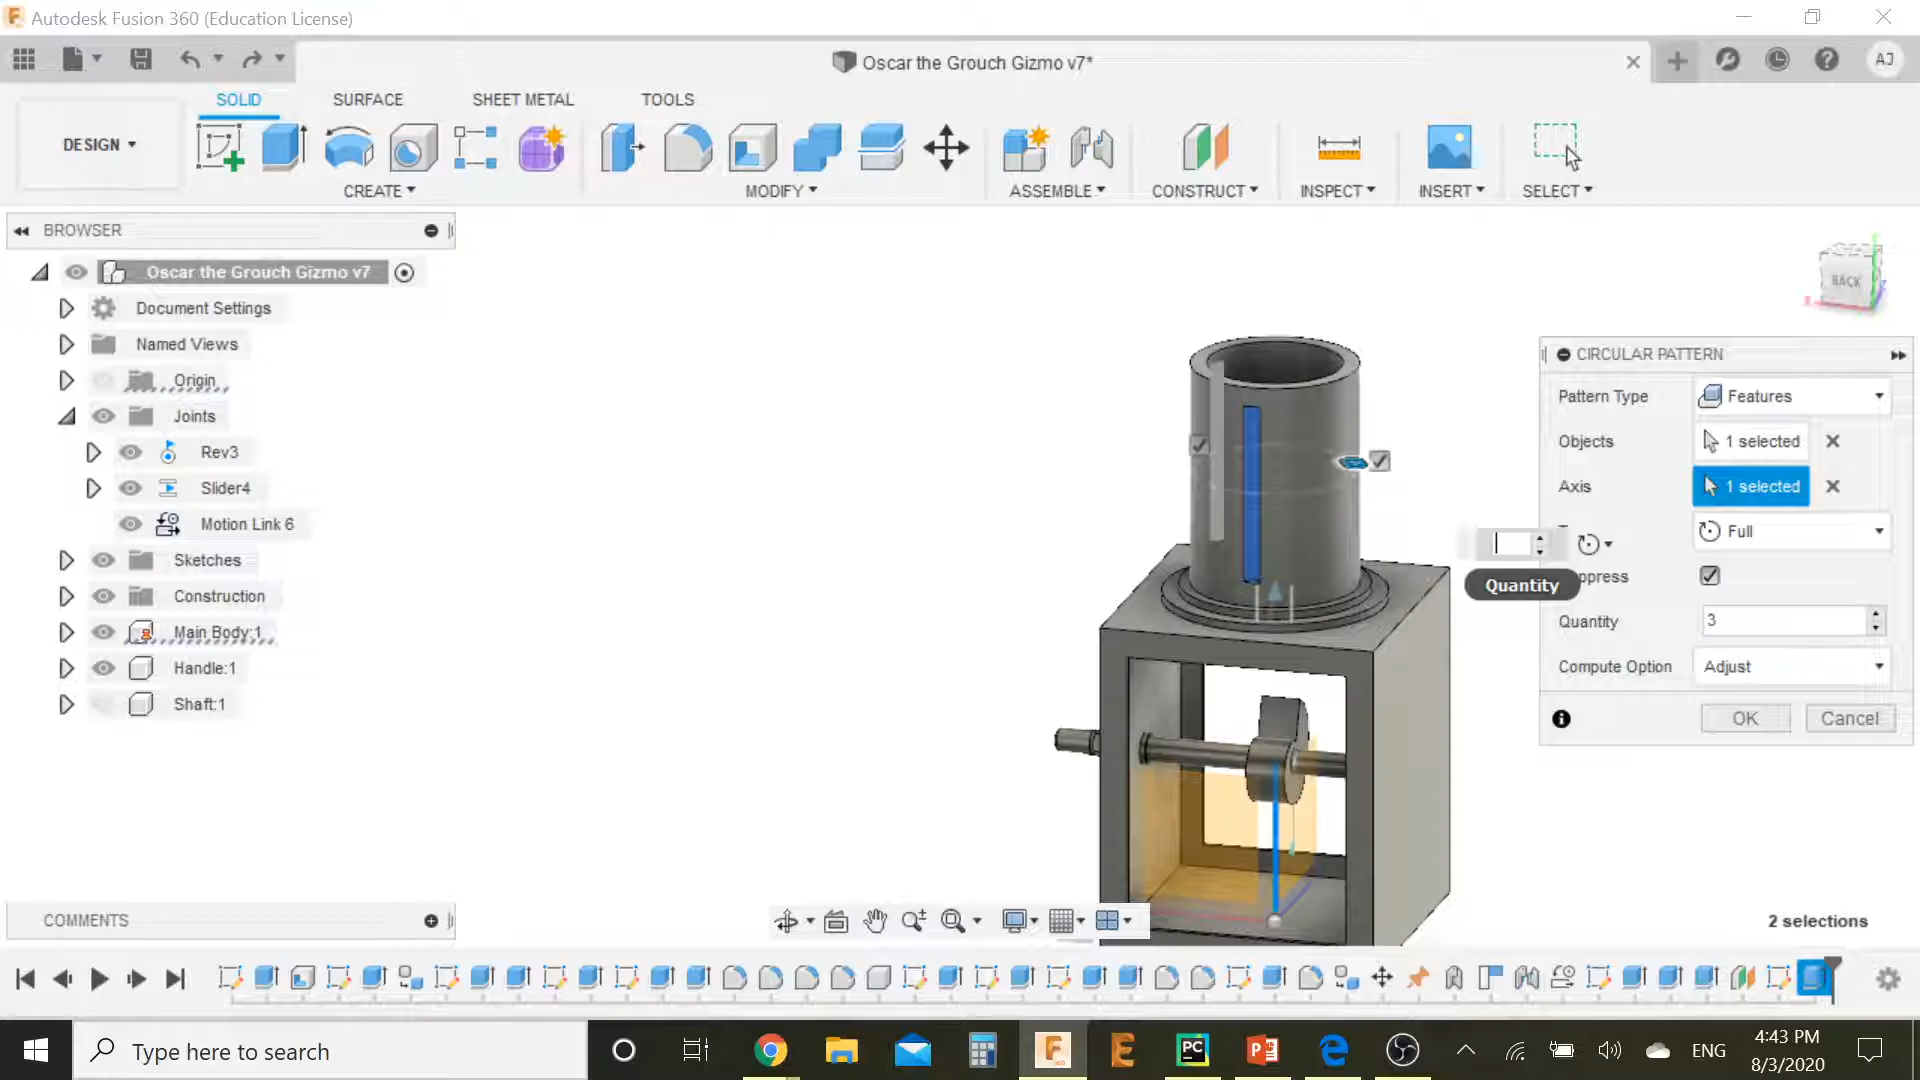 Autodesk Fusion 360 (Education License)
Oscar the Grouch Gizmo v7*
AJ
SOLID
SURFACE
SHEET METAL
TOOLS
DESIGN
CREATE
MODIFY
ASSEMBLE
CONSTRUCT
INSPECT
INSERT
SELECT
BROWSER
Oscar the Grouch Gizmo v7
Document Settings
Named Views
Origin
Joints
Rev3
Slider4
Motion Link 6
Sketches
Construction
Main Body:1
Handle:1
Shaft:1
BACK
CIRCULAR PATTERN
Pattern Type
Features
Objects
1 selected
Axis
1 selected
Full
Quantity
ppress
Quantity
3
Compute Option
Adjust
OK
Cancel
COMMENTS
2 selections
Type here to search
PC
ENG
4:43 PM
8/3/2020